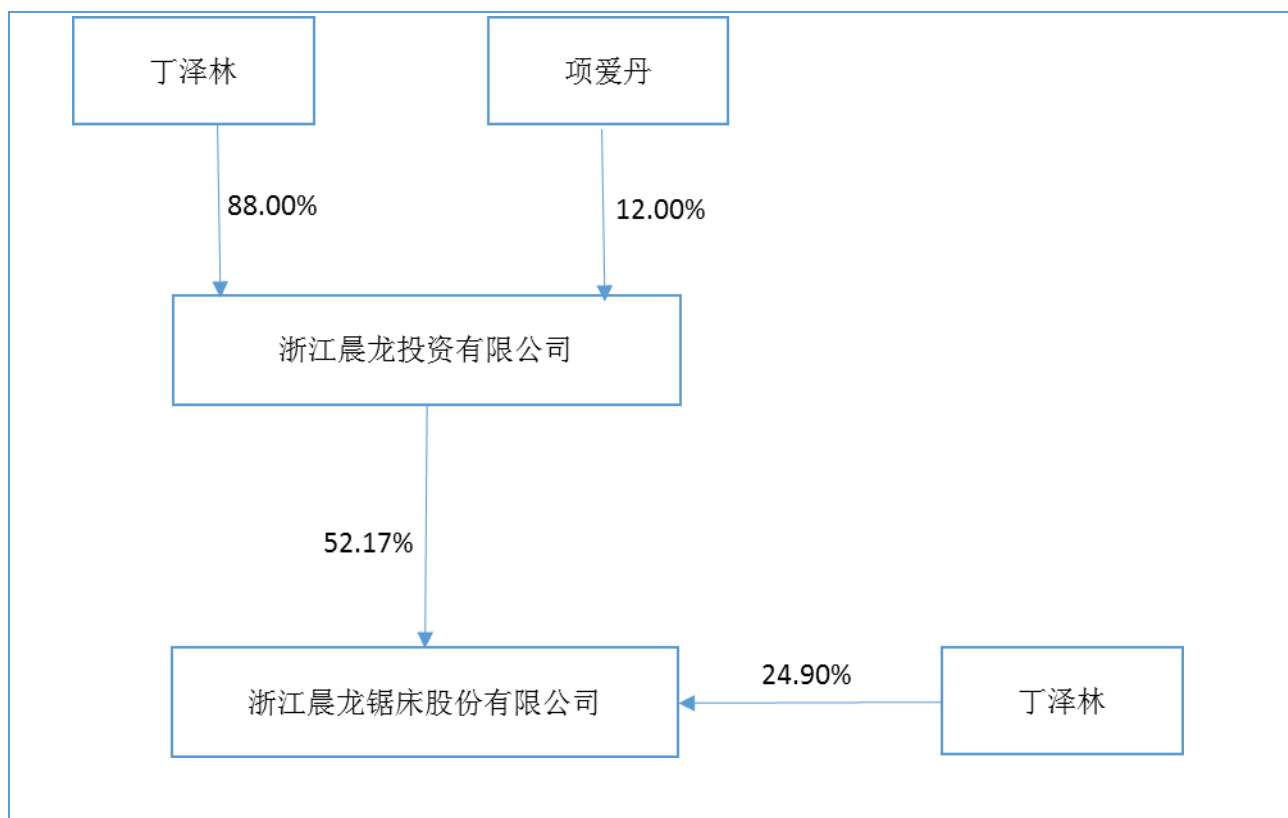 丁泽林
项爱丹
88.00%
12.00%
浙江晨龙投资有限公司
52.17%
24.90%
浙江晨龙锯床股份有限公司
丁泽林